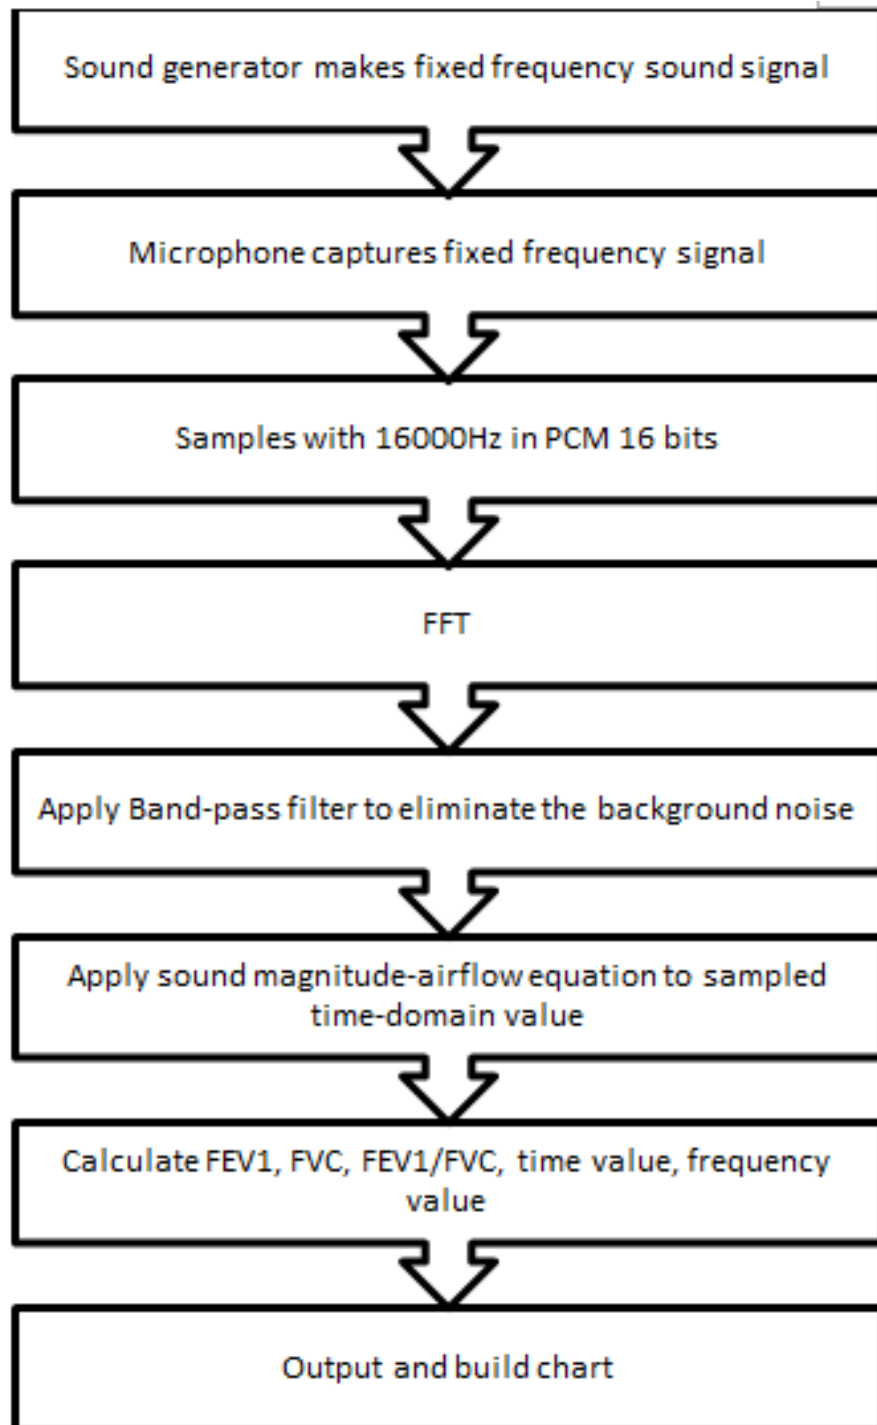 Sound generator makes fixed frequency sound signal
Microphone captures fixed frequency signal
Samples with 16000Hz in PCM 16 bits
FFT
Apply Band-pass filter to eliminate the background noise
Apply sound magnitude-airflow equation to sampled
time-domain value
Calculate FEV1, FVC, FEV1/FVC, time value, frequency
value
Output and build chart